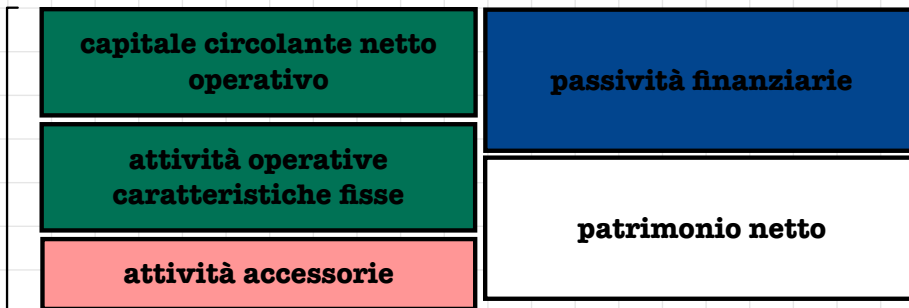 capitale circolante netto
operativo
attività operative
caratteristiche fisse
attività accessorie
passività finanziarie
patrimonio netto